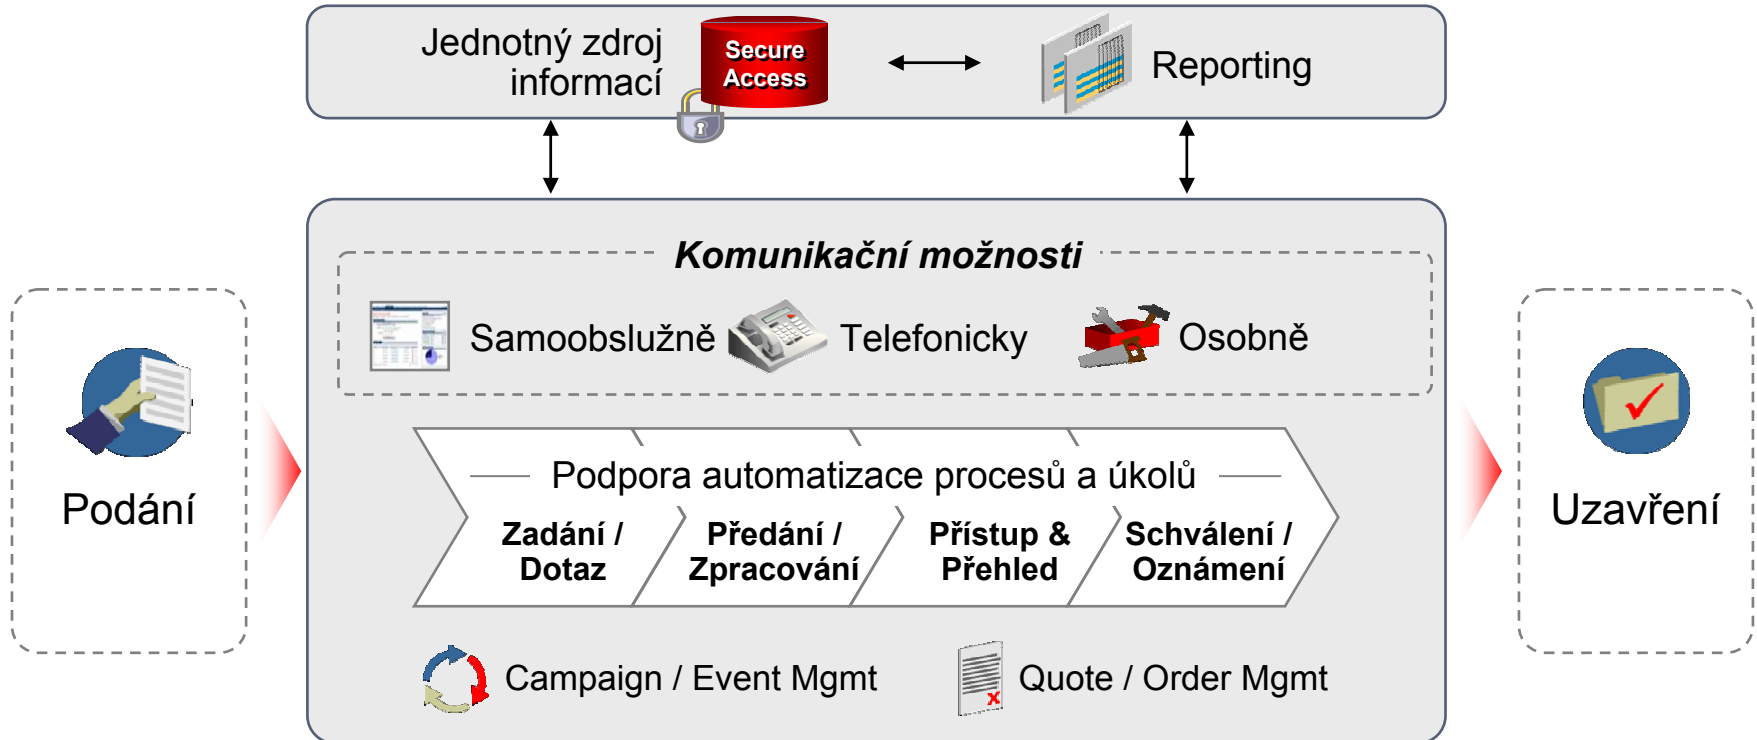 Jednotný zdroj
informací
Secure
Access
Reporting
Komunikační možnosti
Samoobslužně
Telefonicky
Osobně
Podání
Podpora automatizace procesů a úkolů
Zadání /
Dotaz
Předání /
Zpracování
Přístup &
Přehled
Schválení /
Oznámení
Uzavření
Campaign / Event Mgmt
Quote / Order Mgmt